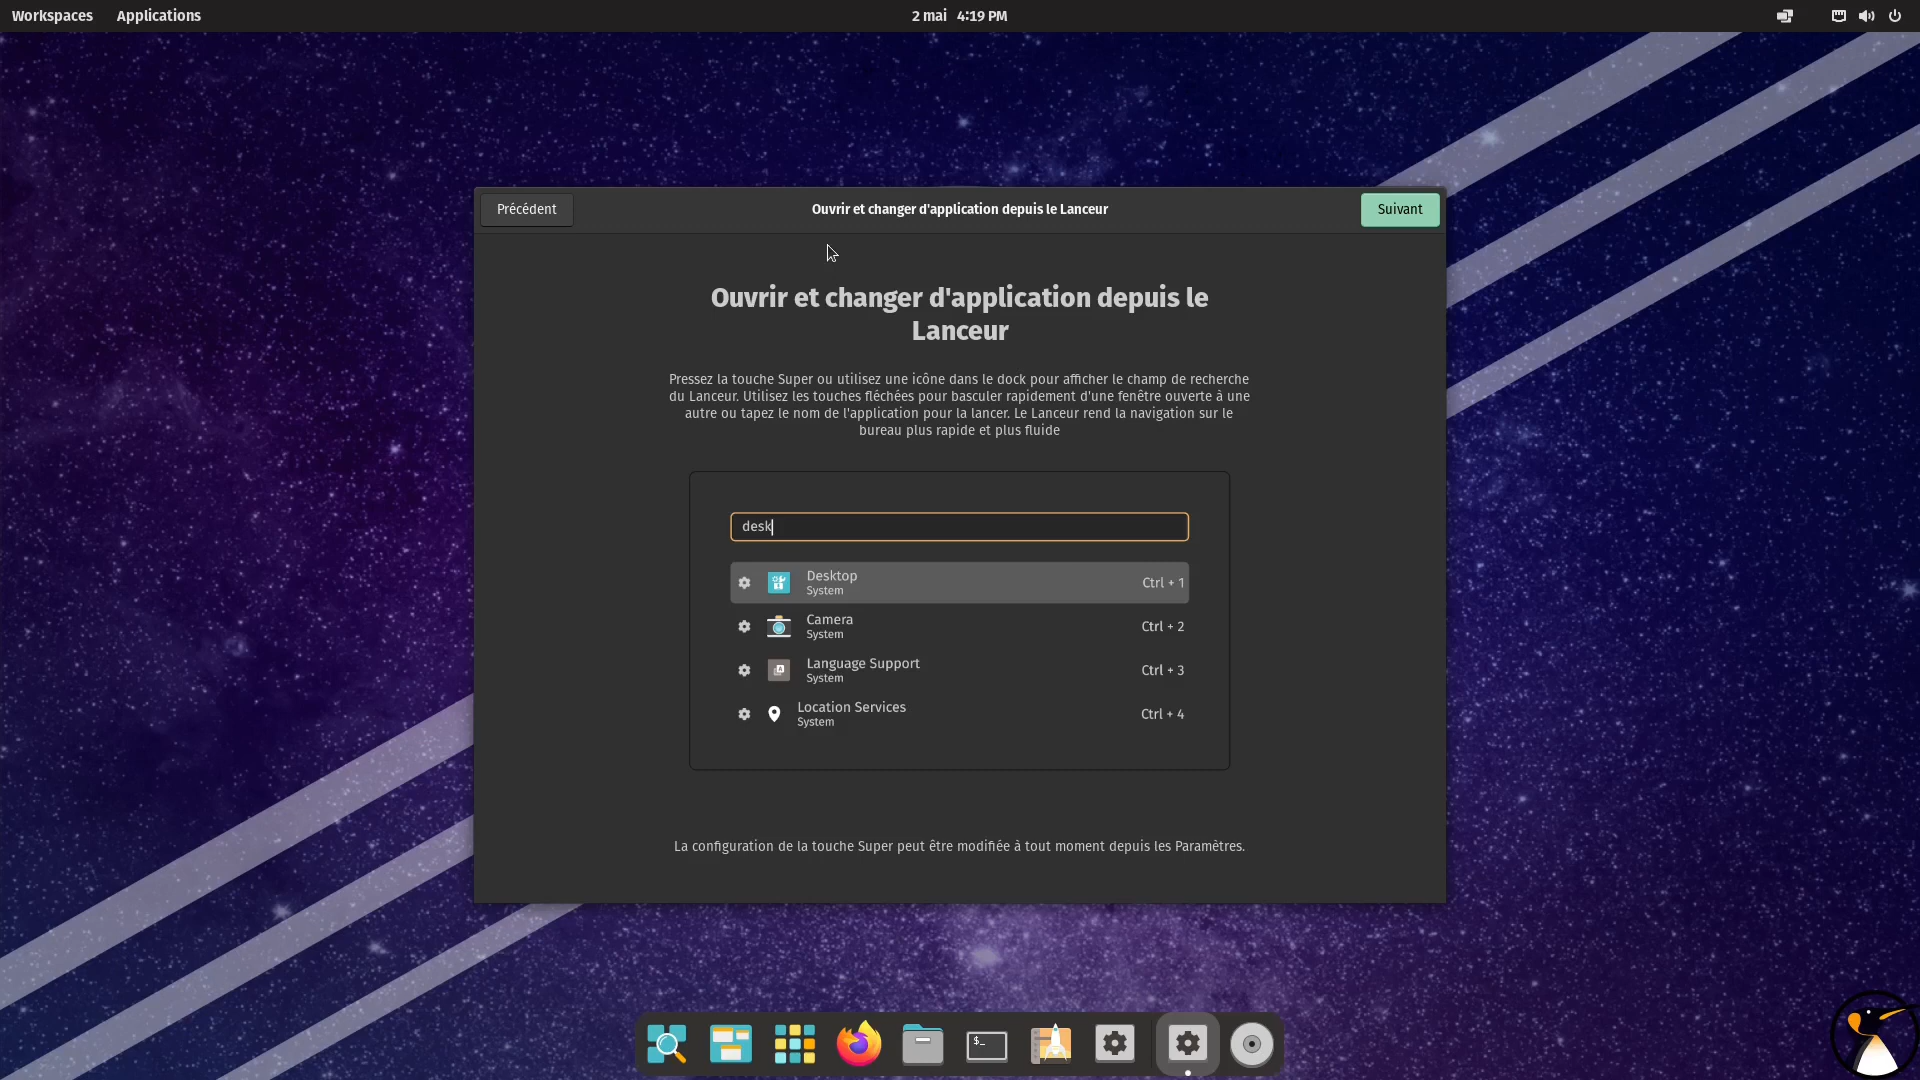 Workspaces Applications 2 mai 4:19 PM
Précédent Ouvrir et changer d'application depuis le Lanceur Suivant
Ouvrir et changer d'application depuis le
Lanceur
Pressez la touche Super ou utilisez une icône dans le dock pour afficher le champ de recherche
du Lanceur. Utilisez les touches fléchées pour basculer rapidement d'une fenêtre ouverte à une
autre ou tapez le nom de l'application pour la lancer. Le Lanceur rend la navigation sur le
bureau plus rapide et plus fluide
desk
Desktop Ctrl + 1
System
Camera Ctrl + 2
System
Language Support Ctrl + 3
System
Location Services Ctrl + 4
System
La configuration de la touche Super peut être modifiée à tout moment depuis les Paramètres.
$_